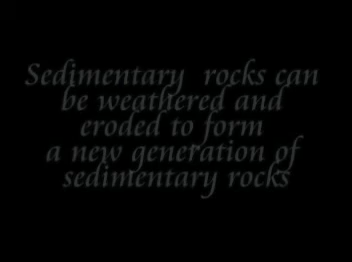 Sedimentary rocks can
be weathered and
eroded to form
a new generation of
sedimentary rocks